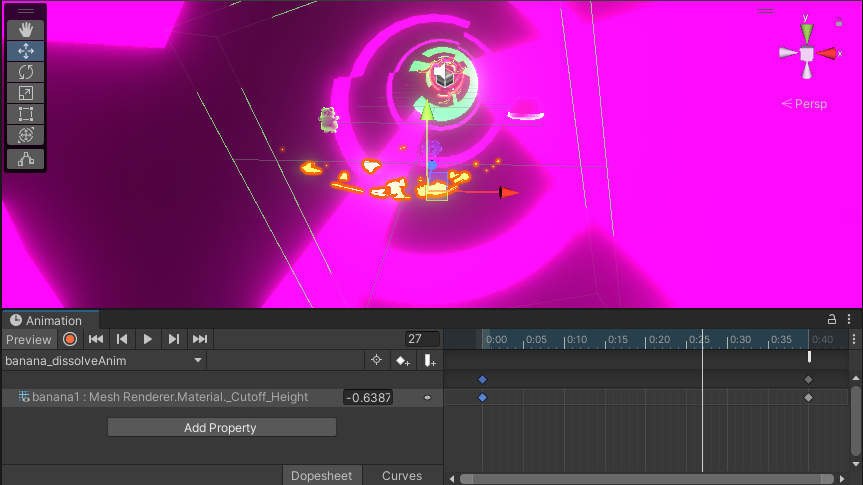 y
x
Persp
Animation
Preview
27
0:00
0:05
0:10
0:15
0:20
0:25
0:30
0:35
0:40
banana_dissolveAnim
banana1 : Mesh Renderer.Material._Cutoff_Height
-0.6387
Add Property
Dopesheet
Curves